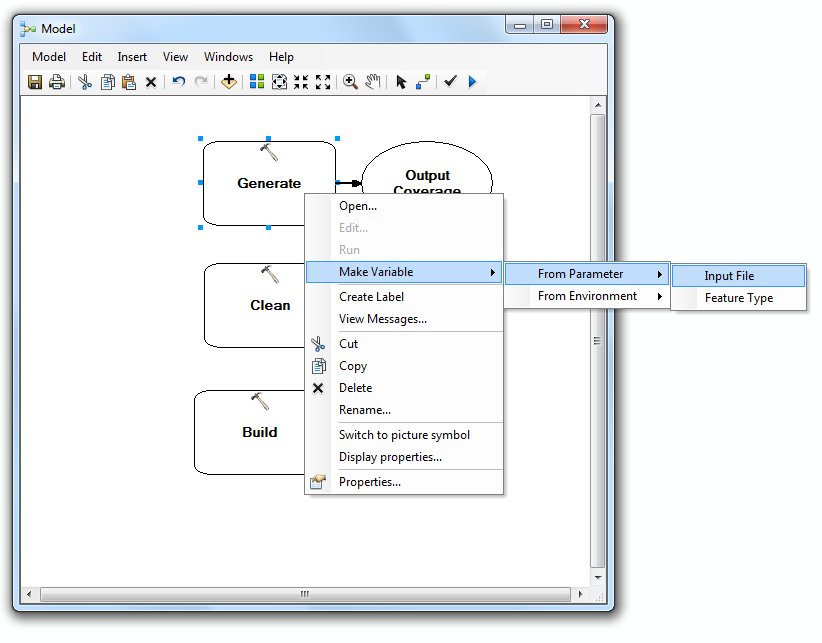 Model
Model Edit Insert View Windows Help
Generate
Output
Coverage
Clean
Build
Open...
Edit...
Run
Make Variable
Create Label
View Messages...
Cut
Copy
Delete
Rename...
Switch to picture symbol
Display properties...
Properties...
From Parameter
From Environment
Input File
Feature Type